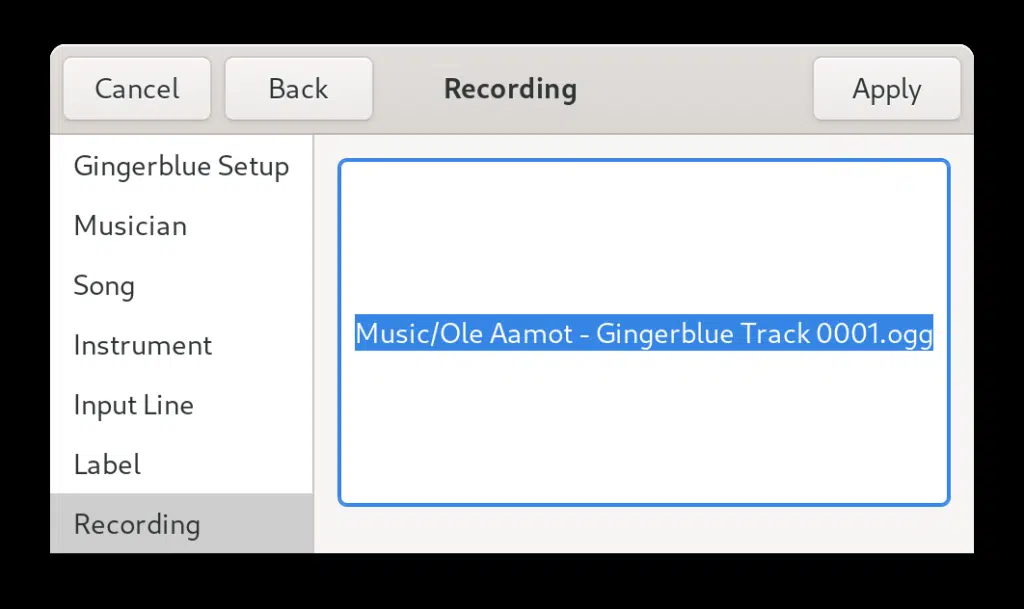 Cancel
Back
Recording
Apply
Gingerblue Setup
Musician
Song
Instrument
Input Line
Label
Recording
Music/Ole Aamot - Gingerblue Track 0001.ogg